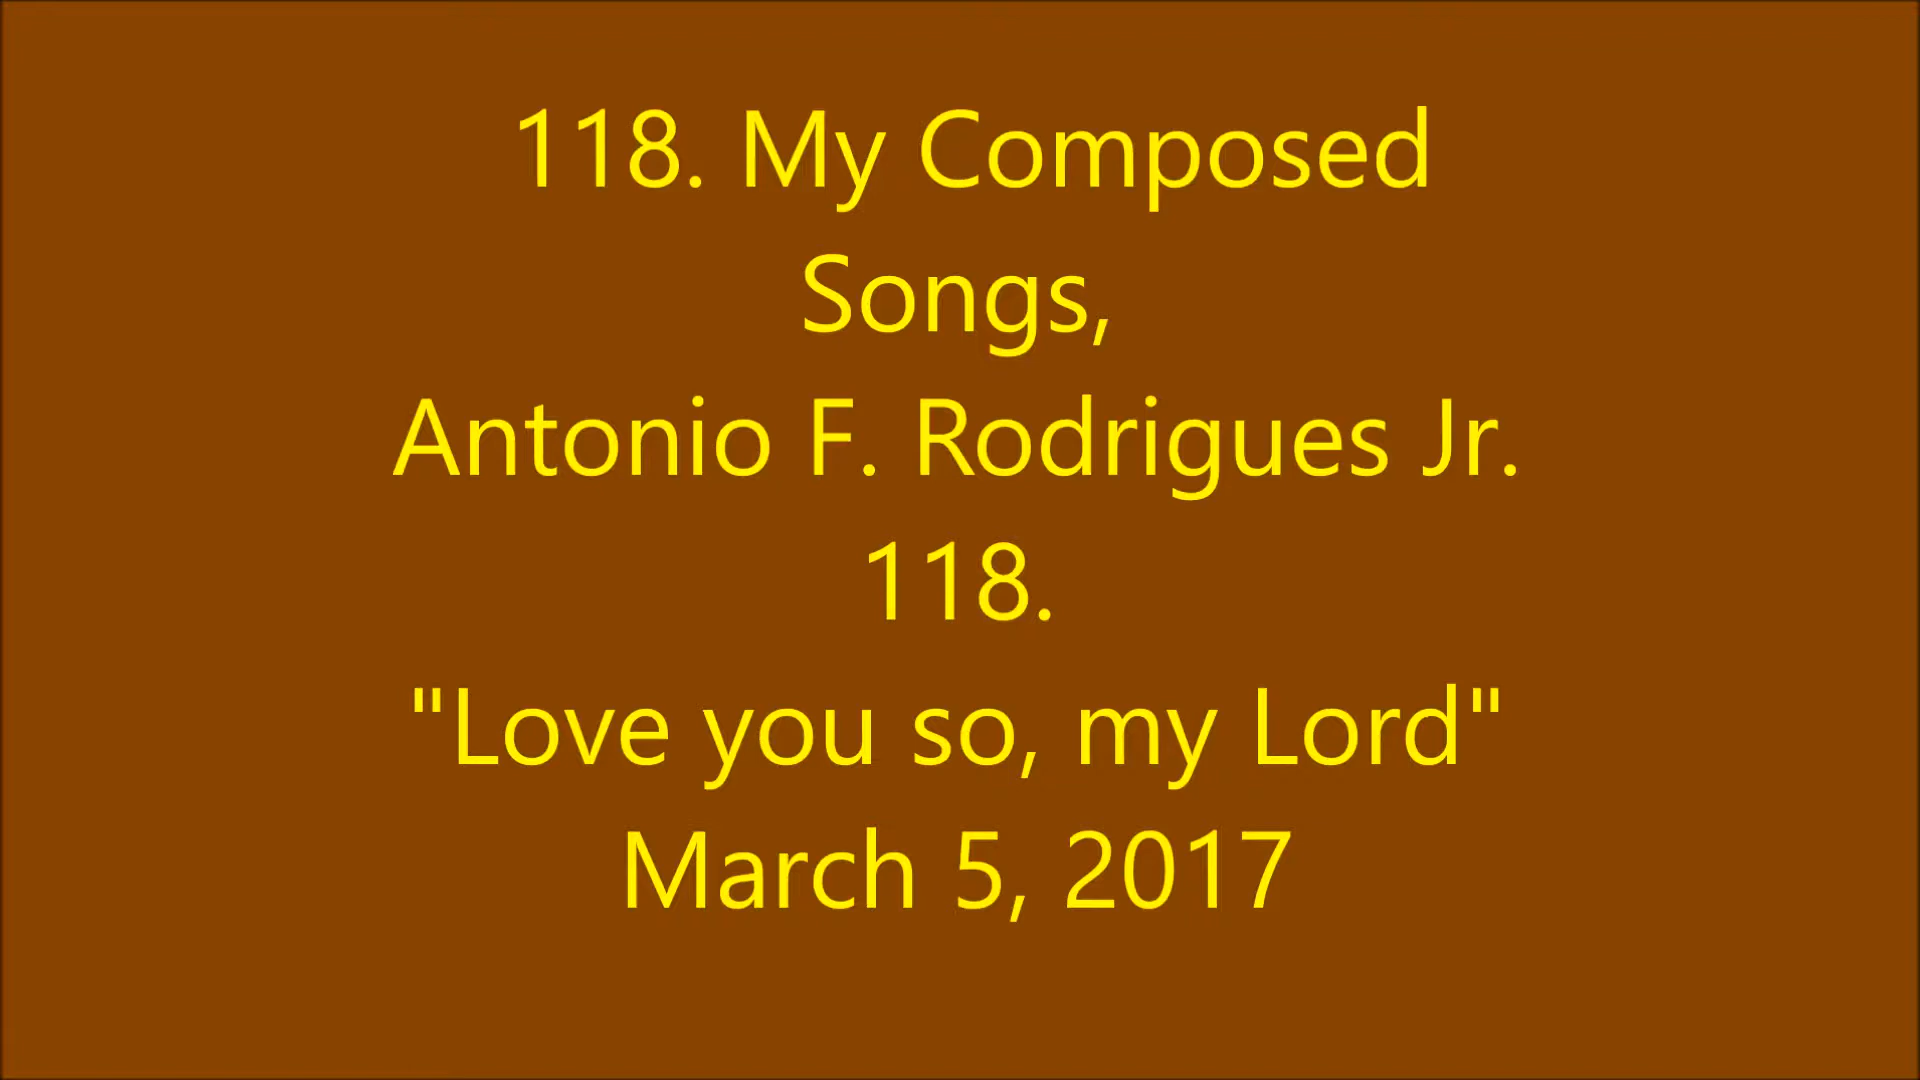 118. My Composed
Songs,
Antonio F. Rodrigues Jr.
118.
"Love you so, my Lord"
March 5, 2017